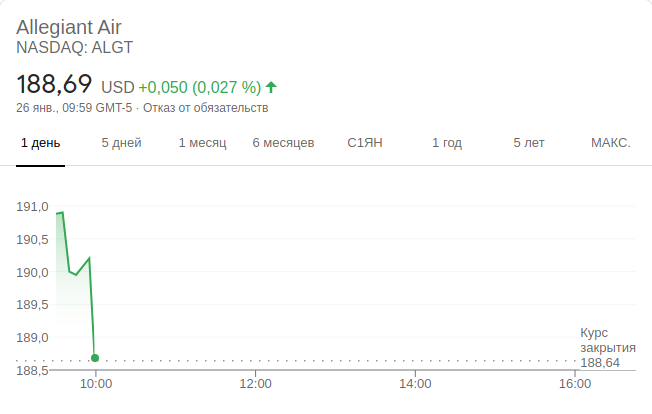 Allegiant Air
NASDAQ: ALGT
188,69 USD +0,050 (0,027 %)
26 янв., 09:59 GMT-5 · Отказ от обязательств
1 день 5 дней 1 месяц 6 месяцев С1ЯН 1 год 5 лет МАКС.
191,0
190,5
190,0
189,5
189,0
188,5
Курс
закрытия
188,64
10:00 12:00 14:00 16:00